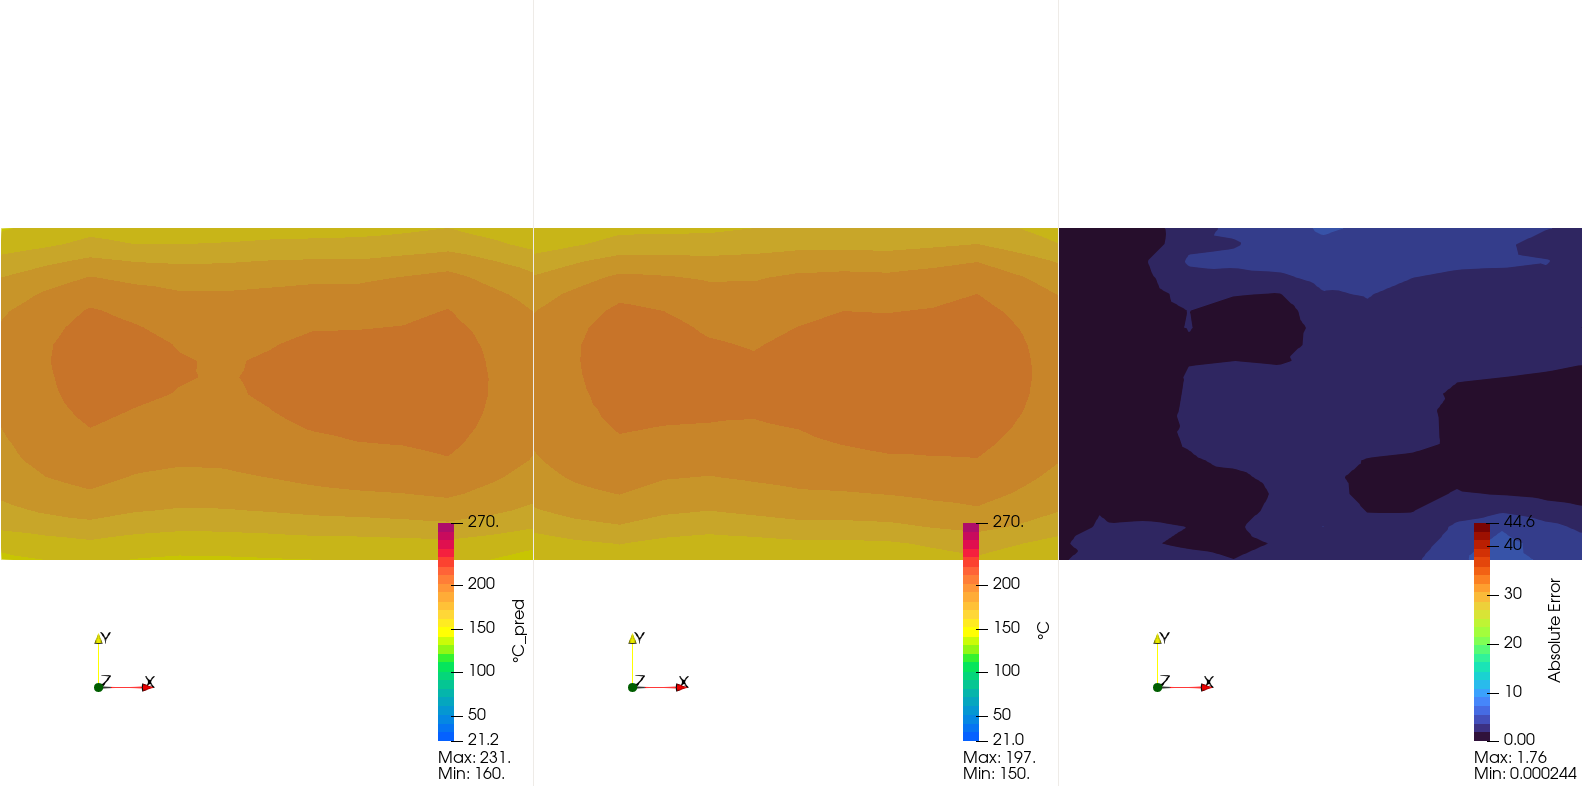 270.
200
150
100
50
21.2
°C_pred
Max: 231.
Min: 160.
Y
Z
X
270.
200
150
100
50
21.0
°C
Max: 197.
Min: 150.
Y
Z
X
44.6
40
30
20
10
0.00
Absolute Error
Max: 1.76
Min: 0.000244
Y
Z
X